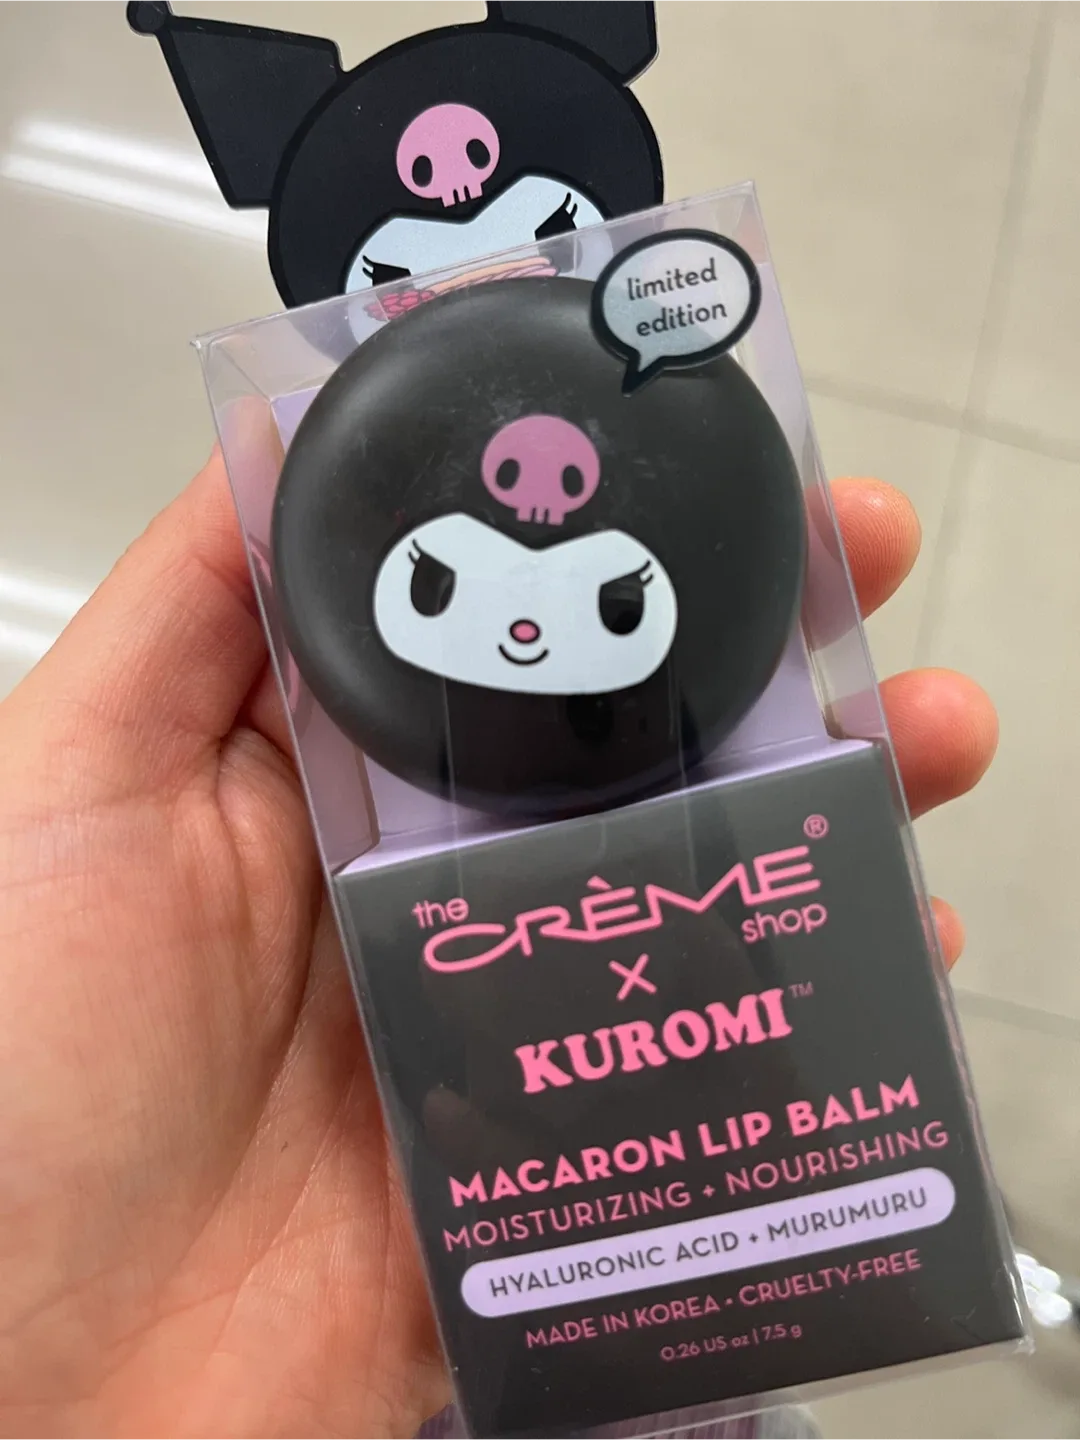 limited
edition
the CRÈME®
shop
X
KUROMI™
MACARON LIP BALM
MOISTURIZING + NOURISHING
HYALURONIC ACID + MURUMURU
MADE IN KOREA • CRUELTY-FREE
0.26 US oz | 7.5 g